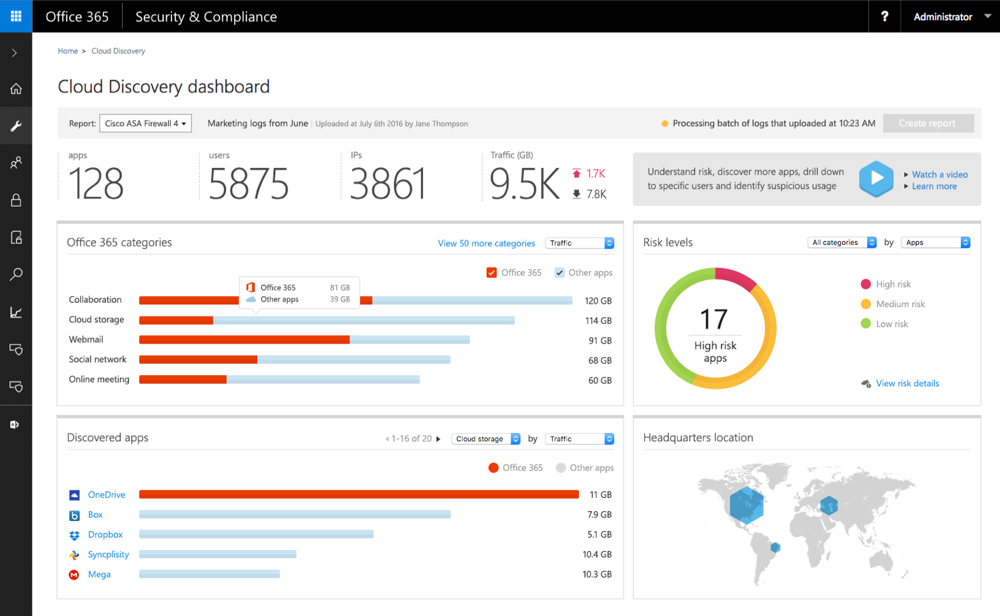 Office 365
Security & Compliance
?
Administrator
Home > Cloud Discovery
Cloud Discovery dashboard
Report: Cisco ASA Firewall 4
Marketing logs from June
Uploaded at July 6th 2016 by Jane Thompson
Processing batch of logs that uploaded at 10:23 AM
Create report
apps
128
users
5875
IPs
3861
Traffic (GB)
9.5K
1.7K
7.8K
Understand risk, discover more apps, drill down
to specific users and identify suspicious usage
Watch a video
Learn more
Office 365 categories
View 50 more categories
Traffic
Office 365
Other apps
Office 365 81 GB
Other apps 39 GB
Collaboration 120 GB
Cloud storage 114 GB
Webmail 91 GB
Social network 68 GB
Online meeting 60 GB
Risk levels
All categories by Apps
17
High risk
apps
High risk
Medium risk
Low risk
View risk details
Discovered apps
1-16 of 20
Cloud storage by Traffic
Office 365
Other apps
OneDrive 11 GB
Box 7.9 GB
Dropbox 5.1 GB
Syncplisity 10.4 GB
Mega 10.3 GB
Headquarters location